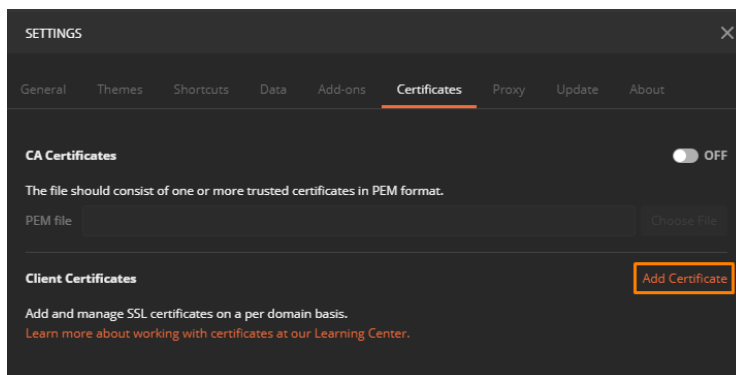 SETTINGS
General Themes Shortcuts Data Add-ons Certificates Proxy Update About
CA Certificates OFF
The file should consist of one or more trusted certificates in PEM format.
PEM file Choose File
Client Certificates Add Certificate
Add and manage SSL certificates on a per domain basis.
Learn more about working with certificates at our Learning Center.